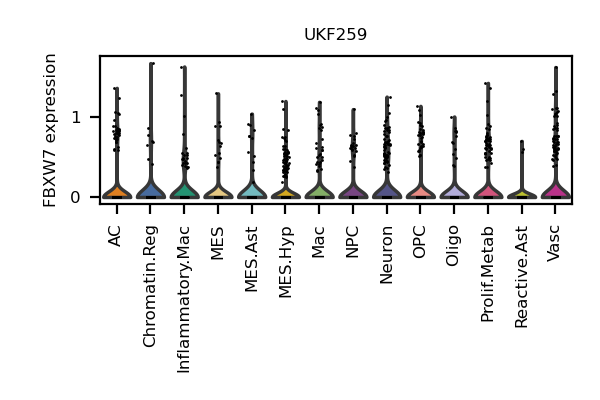 UKF259
FBXW7 expression
1
0
AC
Chromatin.Reg
Inflammatory.Mac
MES
MES.Ast
MES.Hyp
Mac
NPC
Neuron
OPC
Oligo
Prolif.Metab
Reactive.Ast
Vasc